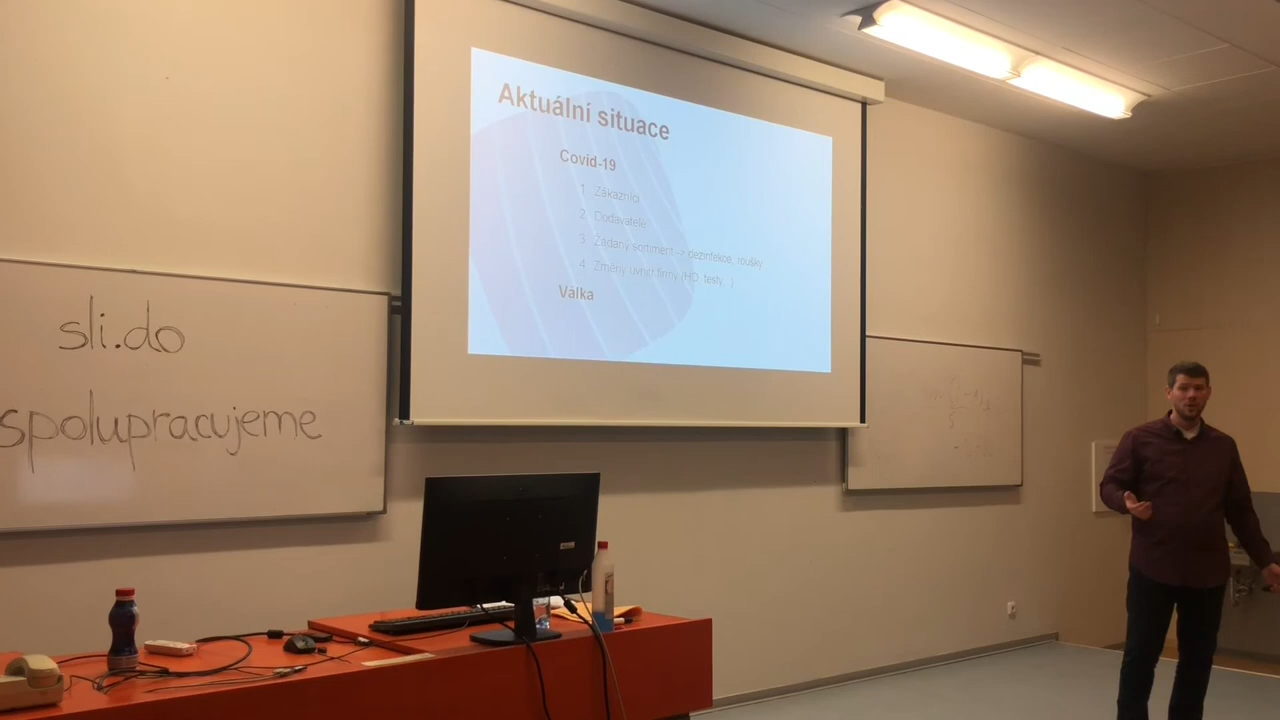 sli.do
spolupracujeme
Aktuální situace
Covid-19
1 Zákazníci
2 Dodavatelé
3 Žádaný sortiment -> dezinfekce, roušky
4 Změny uvnitř firmy (HO, testy...)
Válka